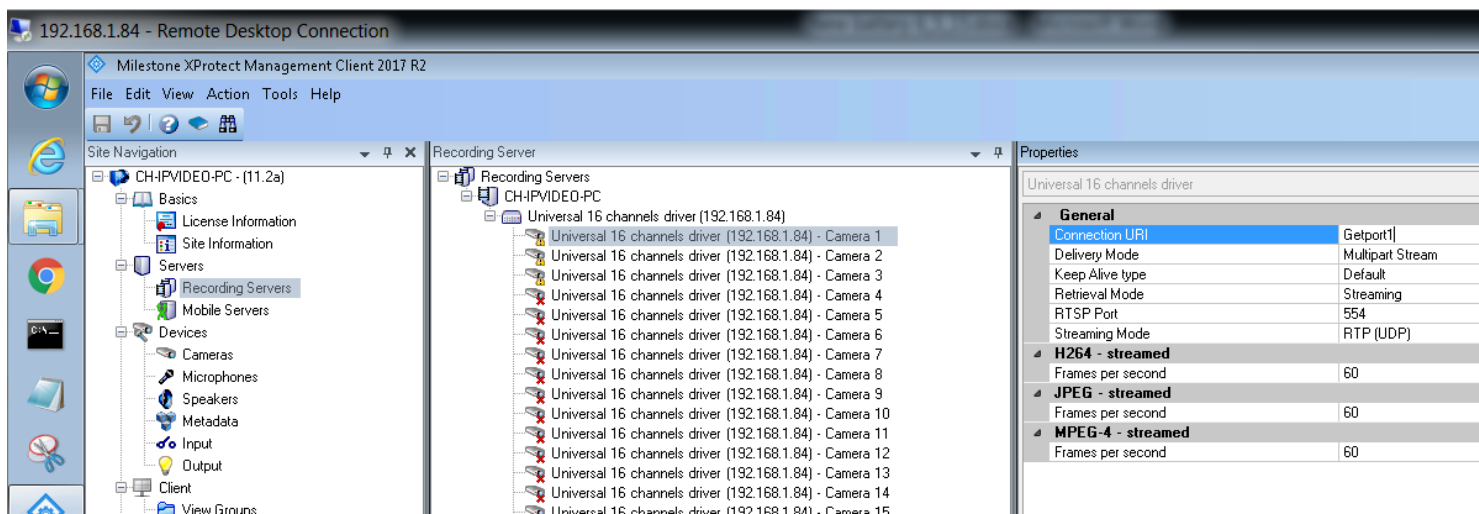 192.168.1.84 - Remote Desktop Connection
Milestone XProtect Management Client 2017 R2
File Edit View Action Tools Help
Site Navigation
CH-IPVIDEO-PC - (11.2a)
Basics
License Information
Site Information
Servers
Recording Servers
Mobile Servers
Devices
Cameras
Microphones
Speakers
Metadata
Input
Output
Client
View Groups
Recording Server
Recording Servers
CH-IPVIDEO-PC
Universal 16 channels driver (192.168.1.84)
Universal 16 channels driver (192.168.1.84) - Camera 1
Universal 16 channels driver (192.168.1.84) - Camera 2
Universal 16 channels driver (192.168.1.84) - Camera 3
Universal 16 channels driver (192.168.1.84) - Camera 4
Universal 16 channels driver (192.168.1.84) - Camera 5
Universal 16 channels driver (192.168.1.84) - Camera 6
Universal 16 channels driver (192.168.1.84) - Camera 7
Universal 16 channels driver (192.168.1.84) - Camera 8
Universal 16 channels driver (192.168.1.84) - Camera 9
Universal 16 channels driver (192.168.1.84) - Camera 10
Universal 16 channels driver (192.168.1.84) - Camera 11
Universal 16 channels driver (192.168.1.84) - Camera 12
Universal 16 channels driver (192.168.1.84) - Camera 13
Universal 16 channels driver (192.168.1.84) - Camera 14
Universal 16 channels driver (192.168.1.84) - Camera 15
Properties
Universal 16 channels driver
General
Connection URI Getport1
Delivery Mode Multipart Stream
Keep Alive type Default
Retrieval Mode Streaming
RTSP Port 554
Streaming Mode RTP (UDP)
H264 - streamed
Frames per second 60
JPEG - streamed
Frames per second 60
MPEG-4 - streamed
Frames per second 60